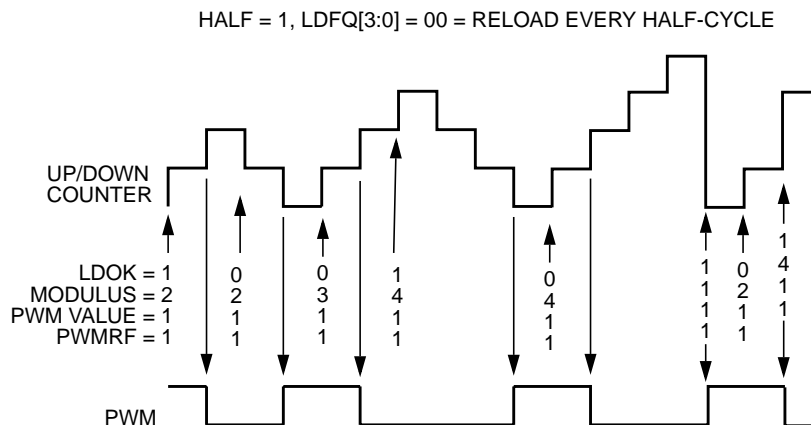 HALF = 1, LDFQ[3:0] = 00 = RELOAD EVERY HALF-CYCLE
UP/DOWN
COUNTER
LDOK = 1 0 0 1 0 1 0 1
MODULUS = 2 2 3 4 4 1 2 4
PWM VALUE = 1 1 1 1 1 1 1 1
PWMRF = 1 1 1 1 1 1 1 1
PWM